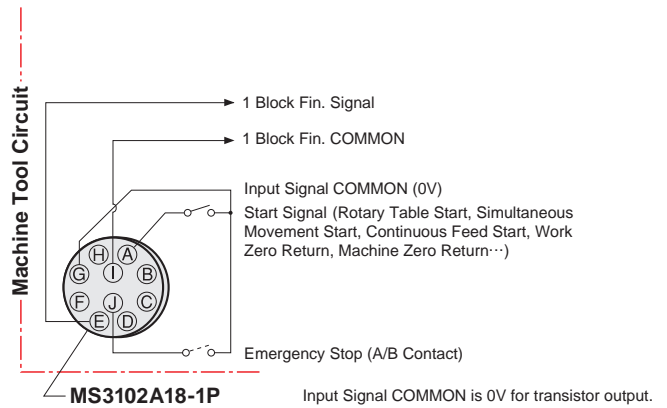 Machine Tool Circuit
1 Block Fin. Signal
1 Block Fin. COMMON
Input Signal COMMON (0V)
Start Signal (Rotary Table Start, Simultaneous
Movement Start, Continuous Feed Start, Work
Zero Return, Machine Zero Return⋯)
H A
G I B
F J C
E D
Emergency Stop (A/B Contact)
MS3102A18-1P
Input Signal COMMON is 0V for transistor output.